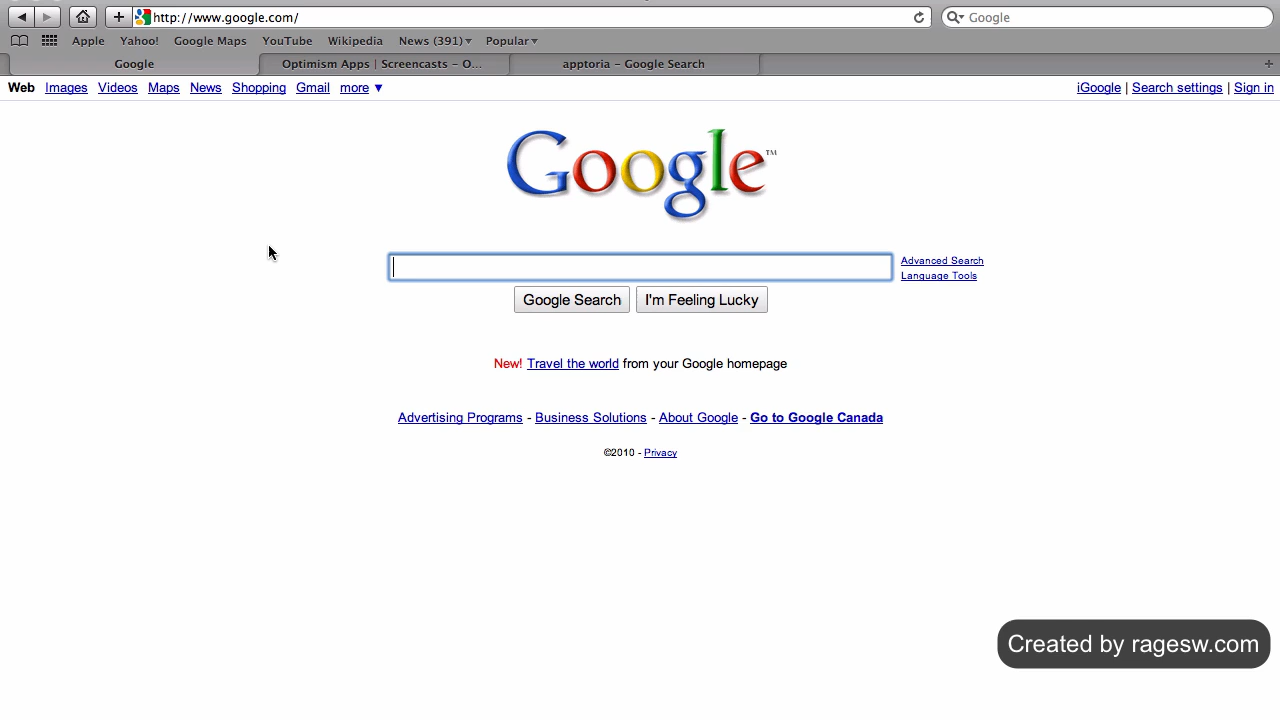 http://www.google.com/
Google
Apple Yahoo! Google Maps YouTube Wikipedia News (391)▾ Popular▾
Google Optimism Apps | Screencasts – O... apptoria – Google Search
Web Images Videos Maps News Shopping Gmail more ▼ iGoogle | Search settings | Sign in
Google™
Advanced Search
Language Tools
Google Search I'm Feeling Lucky
New! Travel the world from your Google homepage
Advertising Programs - Business Solutions - About Google - Go to Google Canada
©2010 - Privacy
Created by ragesw.com